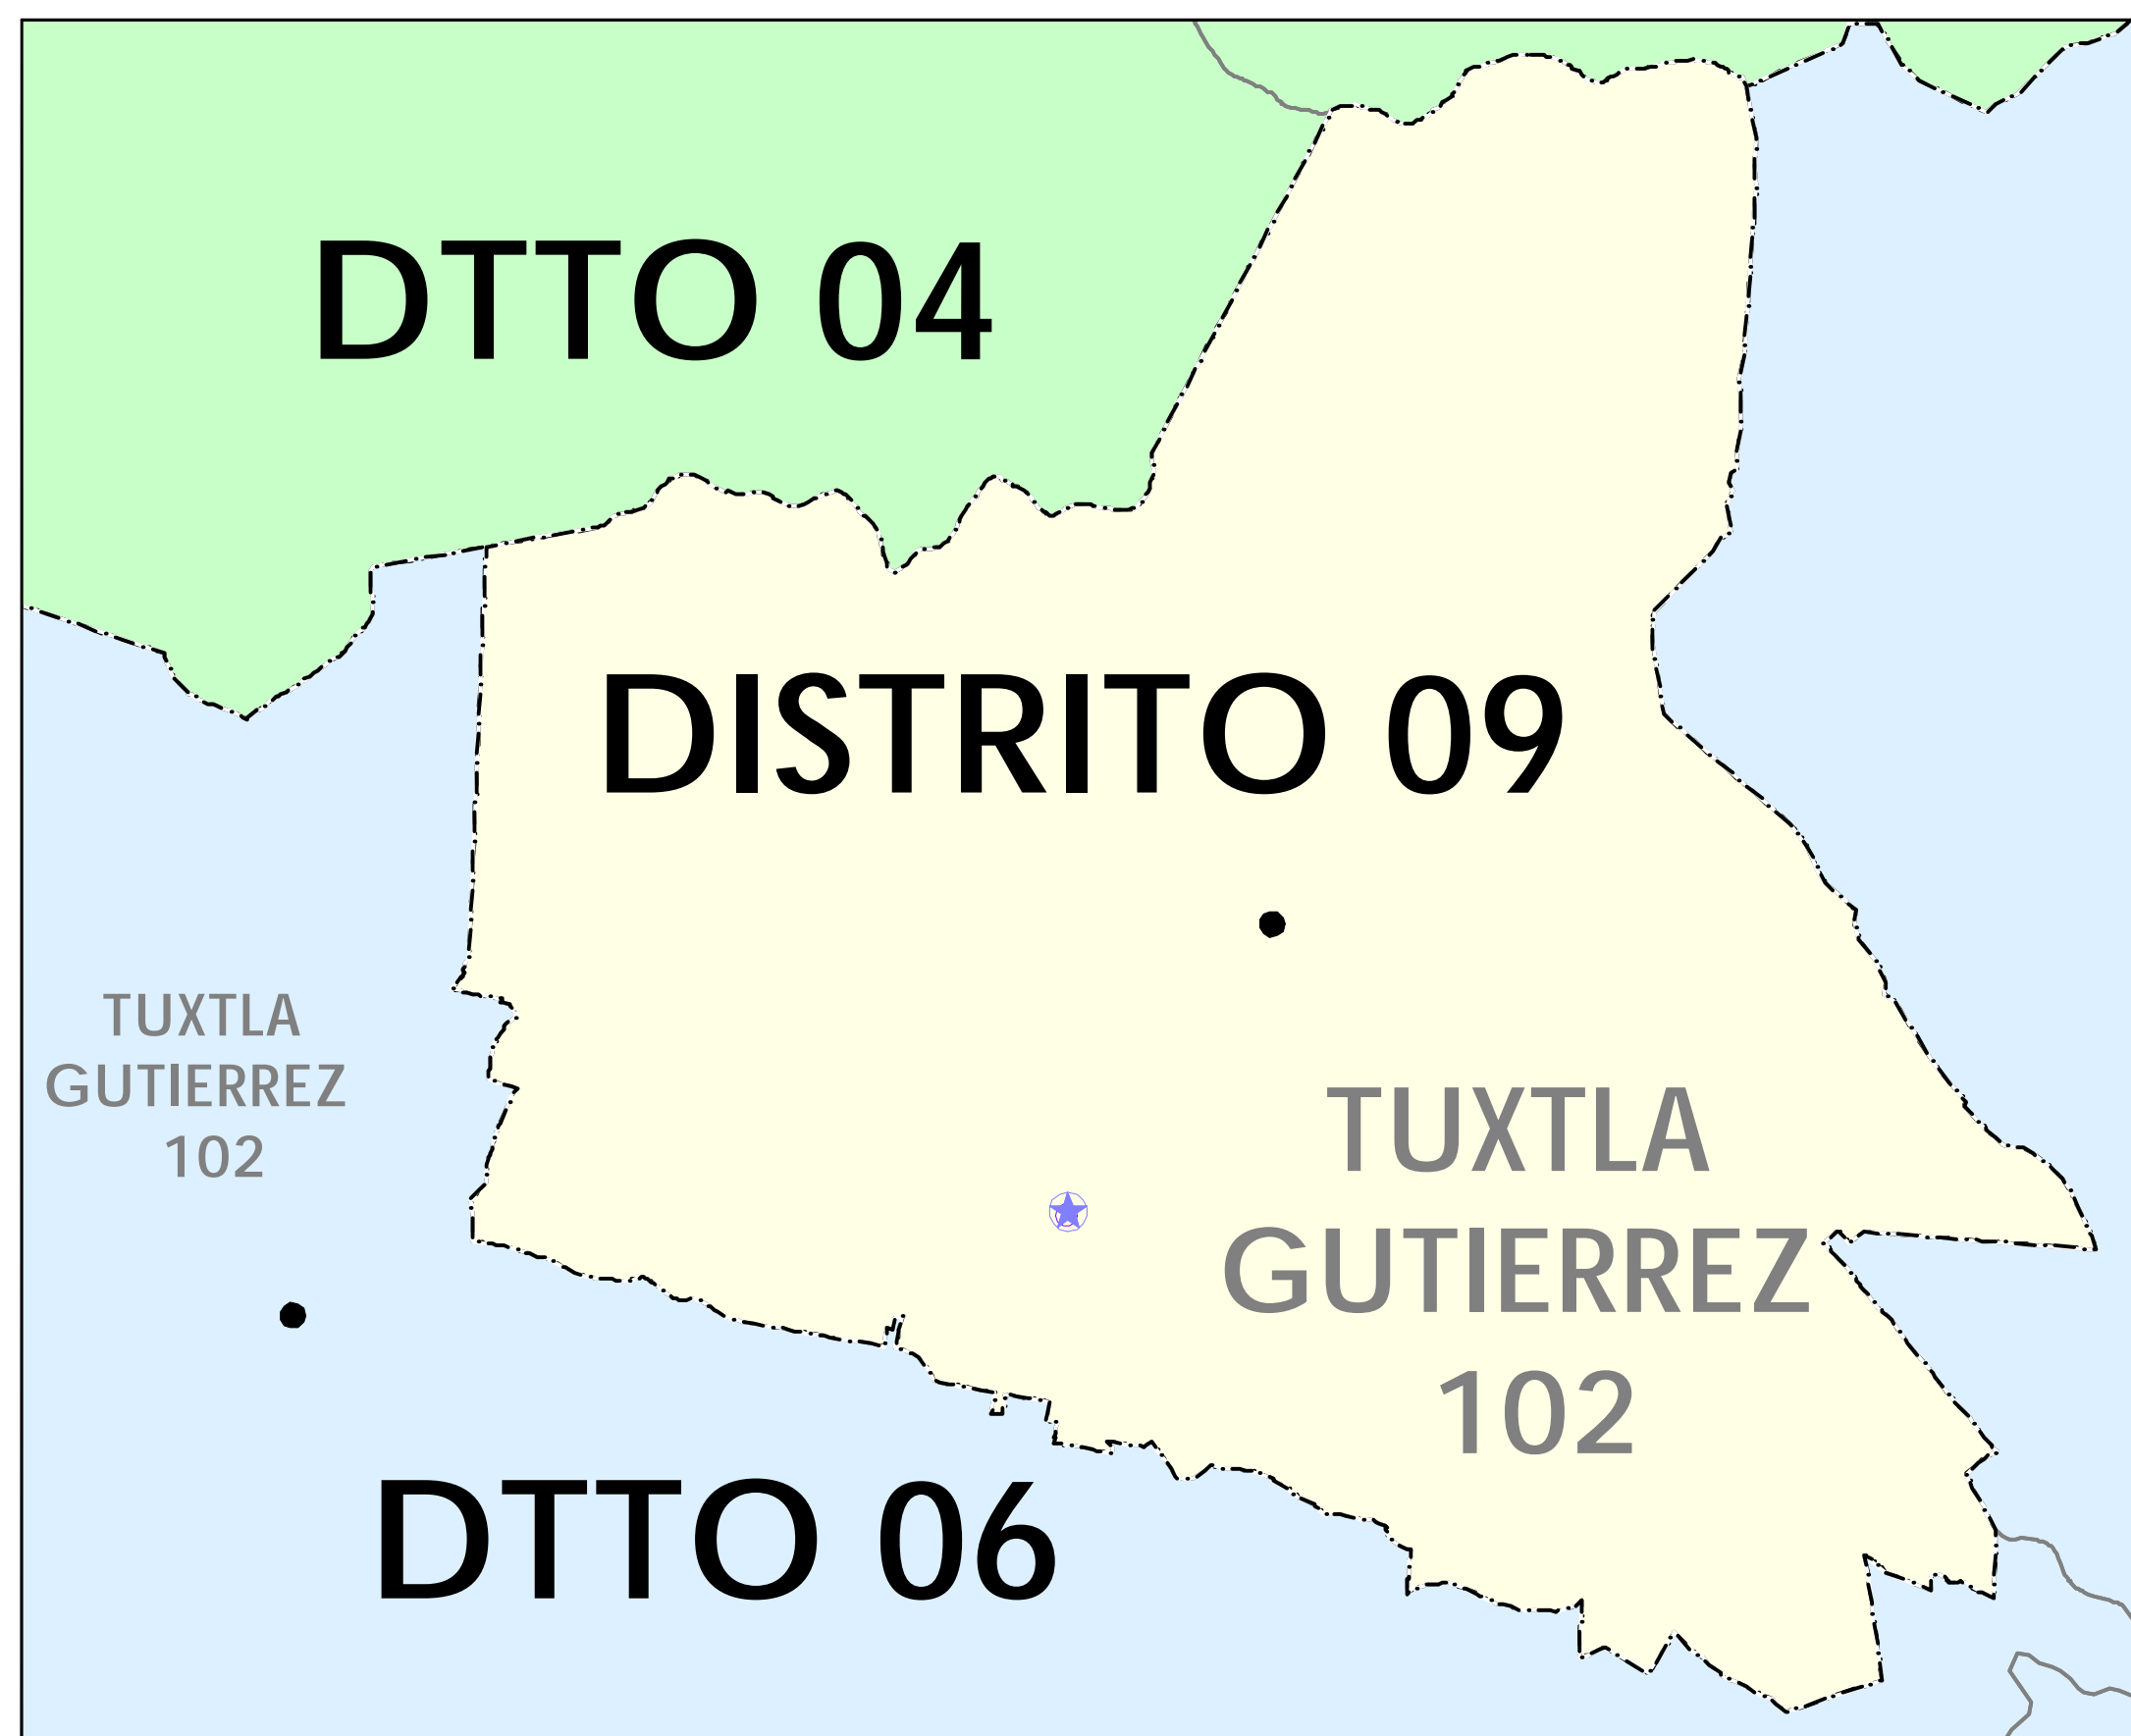 DTTO 04
DISTRITO 09
TUXTLA
GUTIERREZ
102
TUXTLA
GUTIERREZ
102
DTTO 06